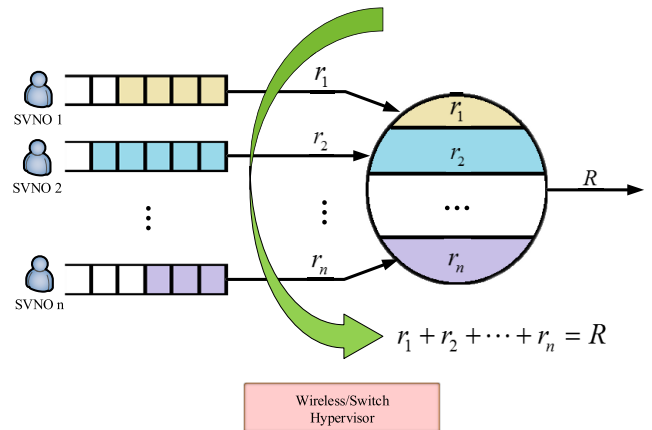 SVNO 1
r₁
r₁
SVNO 2
r₂
r₂
⋮
⋮
...
R
SVNO n
rₙ
rₙ
r₁ + r₂ + ⋯ + rₙ = R
Wireless/Switch
Hypervisor